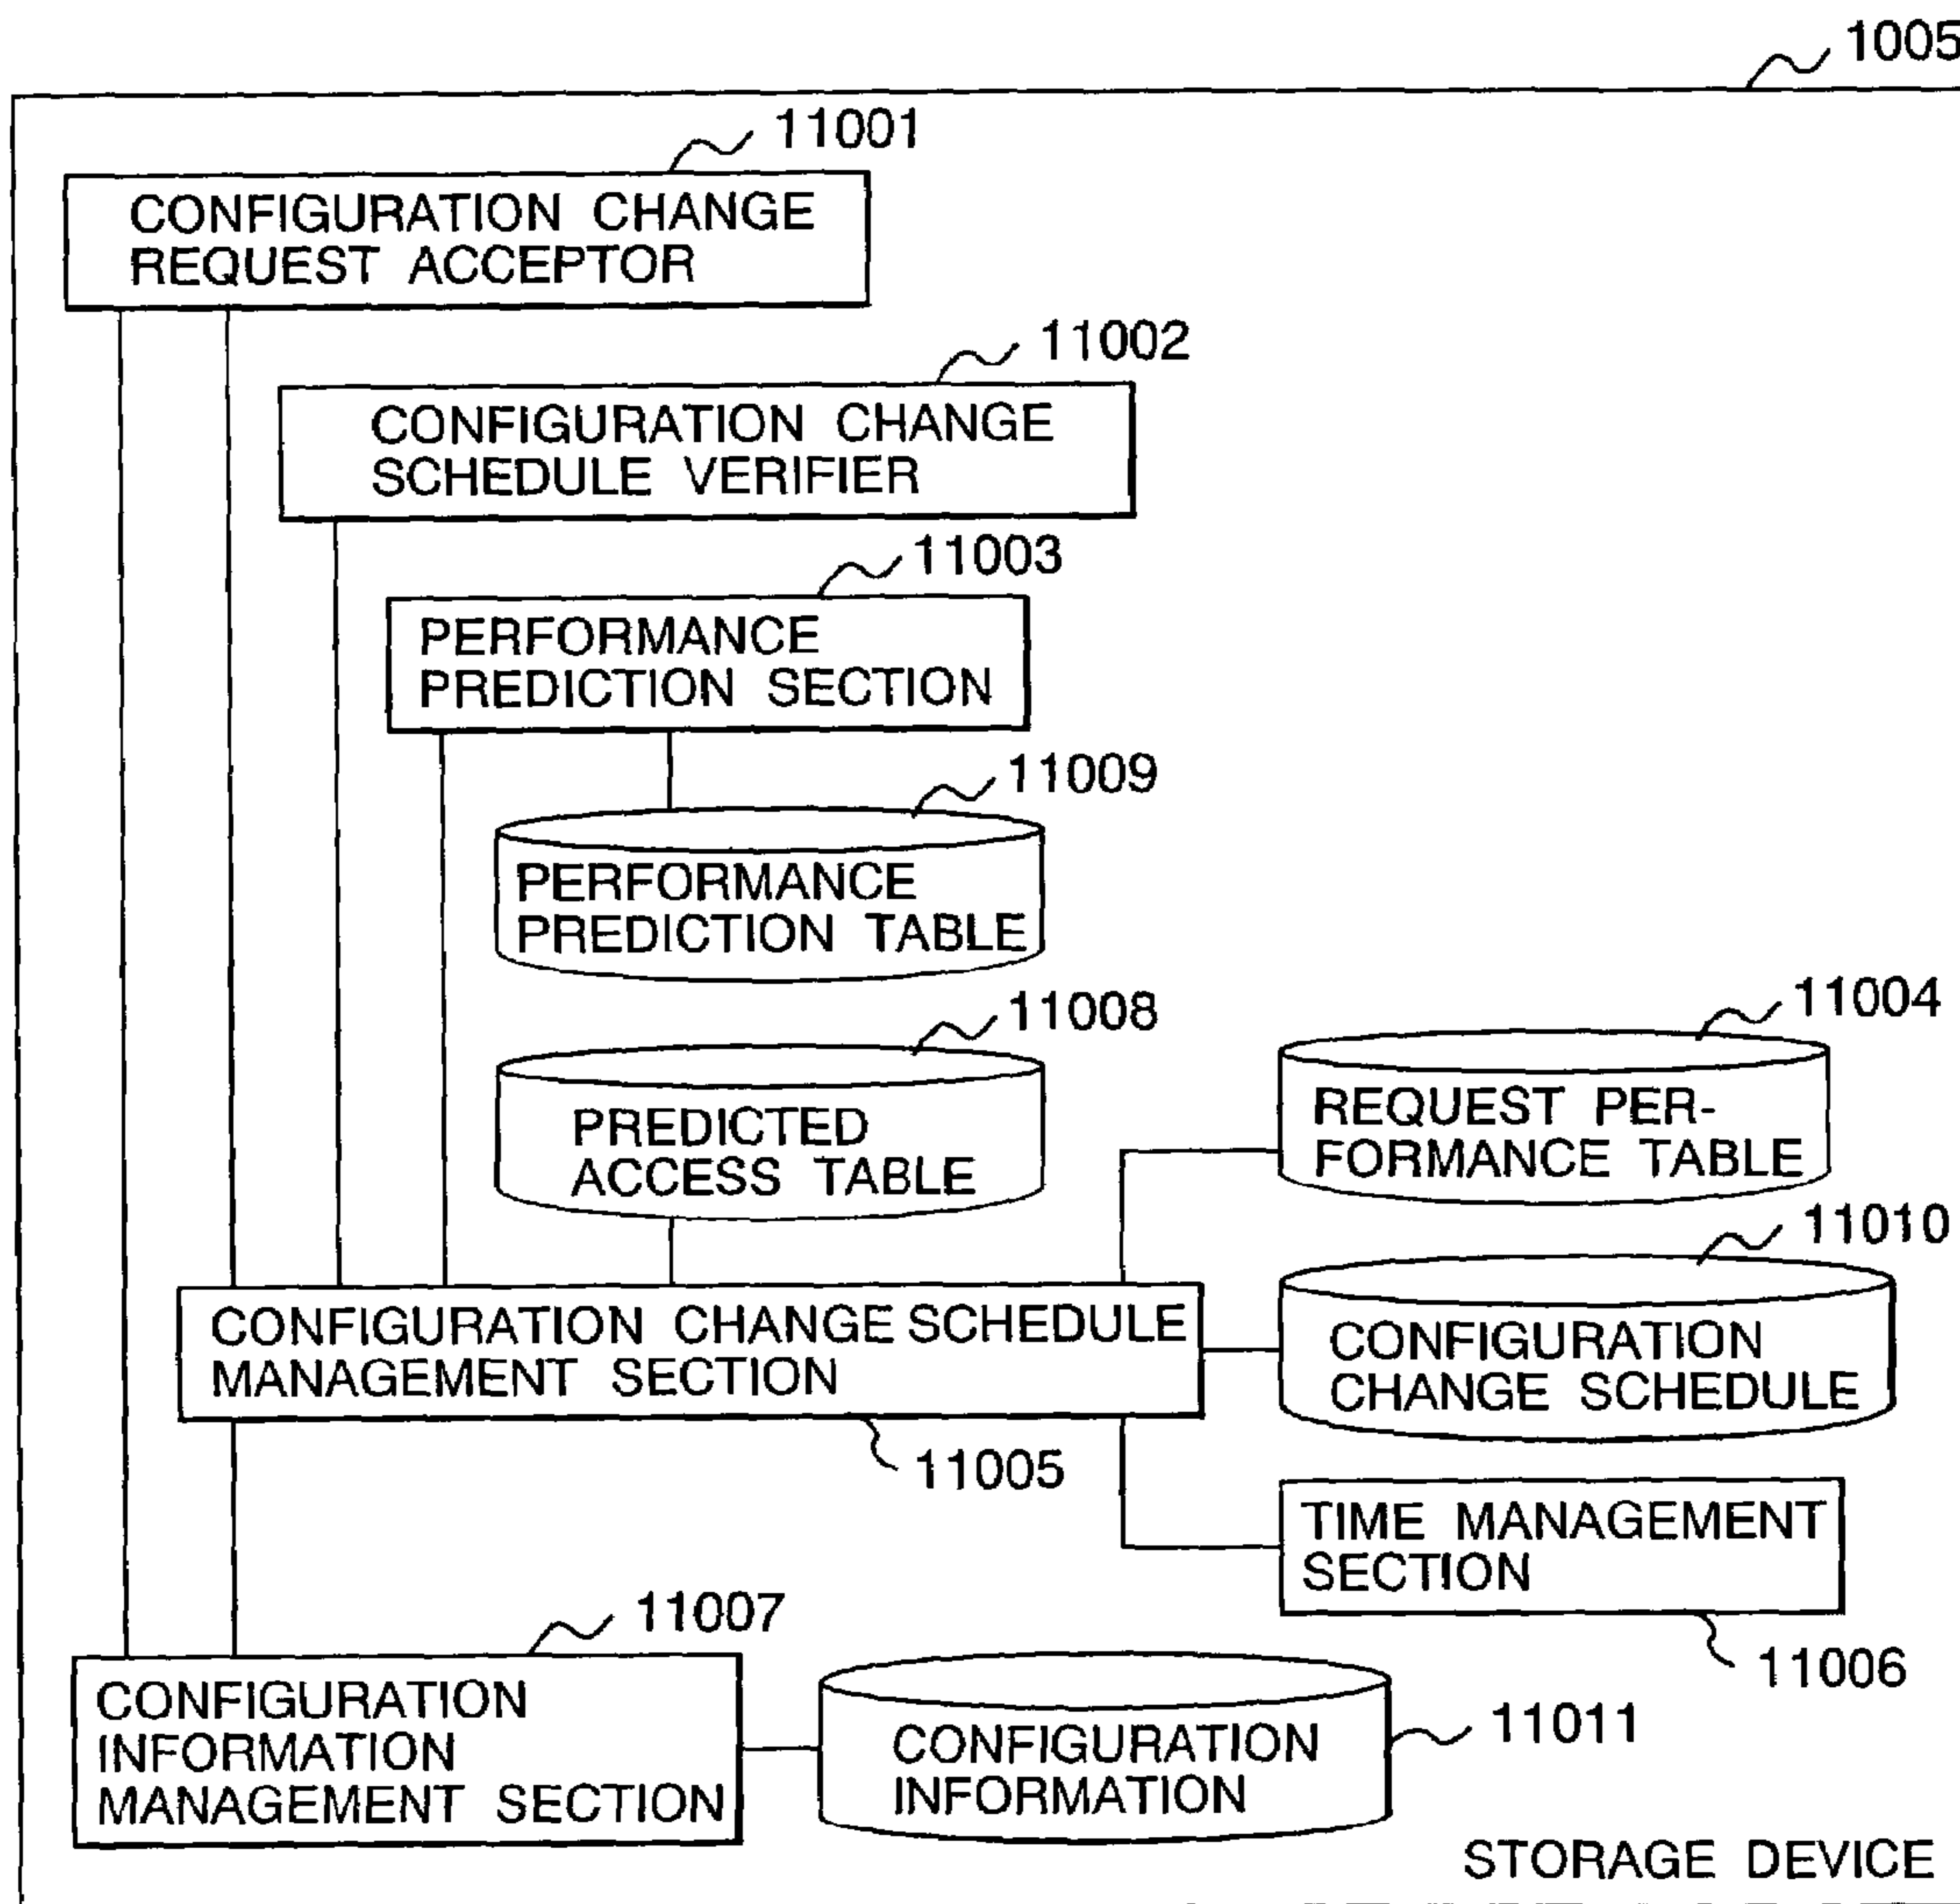 1005
11001
CONFIGURATION CHANGE
REQUEST ACCEPTOR
11002
CONFIGURATION CHANGE
SCHEDULE VERIFIER
11003
PERFORMANCE
PREDICTION SECTION
11009
PERFORMANCE
PREDICTION TABLE
11008
PREDICTED
ACCESS TABLE
11004
REQUEST PER-
FORMANCE TABLE
11010
CONFIGURATION
CHANGE SCHEDULE
CONFIGURATION CHANGE SCHEDULE
MANAGEMENT SECTION
11005
TIME MANAGEMENT
SECTION
11006
11007
CONFIGURATION
INFORMATION
MANAGEMENT SECTION
CONFIGURATION
INFORMATION
11011
STORAGE DEVICE